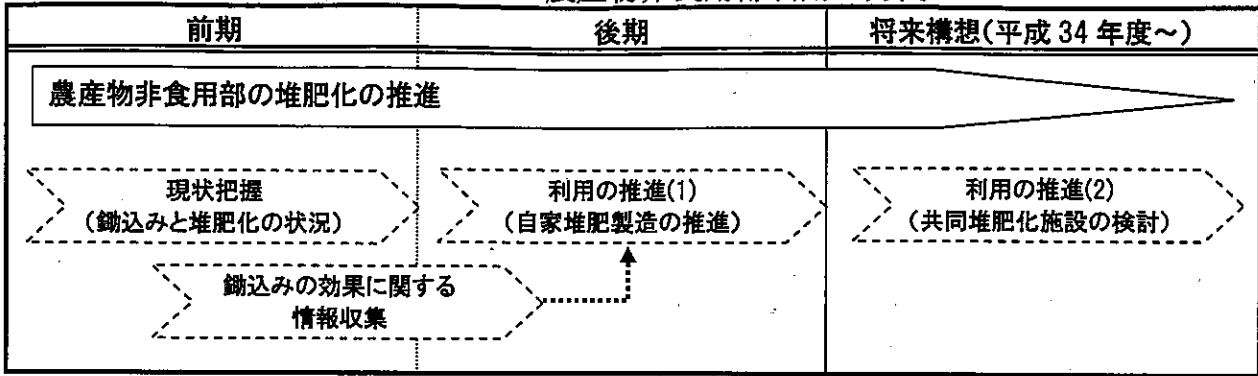 前期
後期
将来構想(平成34年度～)
農産物非食用部の堆肥化の推進
現状把握
(鋤込みと堆肥化の状況)
利用の推進(1)
(自家堆肥製造の推進)
利用の推進(2)
(共同堆肥化施設の検討)
鋤込みの効果に関する
情報収集